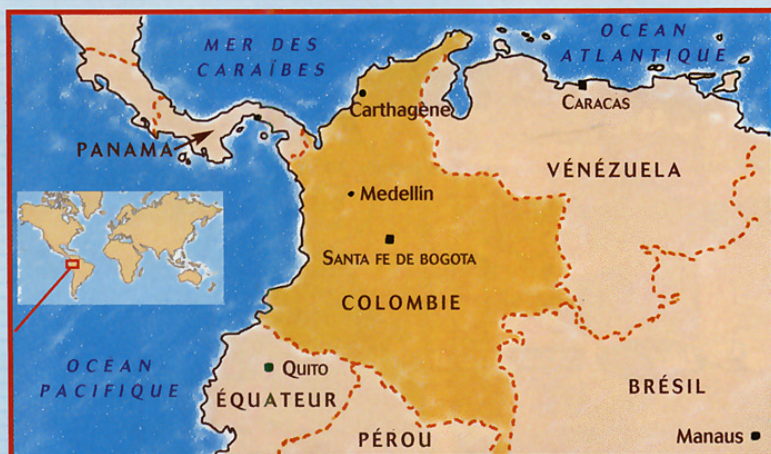 MER DES
CARAÏBES
OCEAN
ATLANTIQUE
Carthagène
CARACAS
PANAMA
VÉNÉZUELA
Medellin
SANTA FE DE BOGOTA
COLOMBIE
OCEAN
PACIFIQUE
QUITO
ÉQUATEUR
BRÉSIL
PÉROU
Manaus